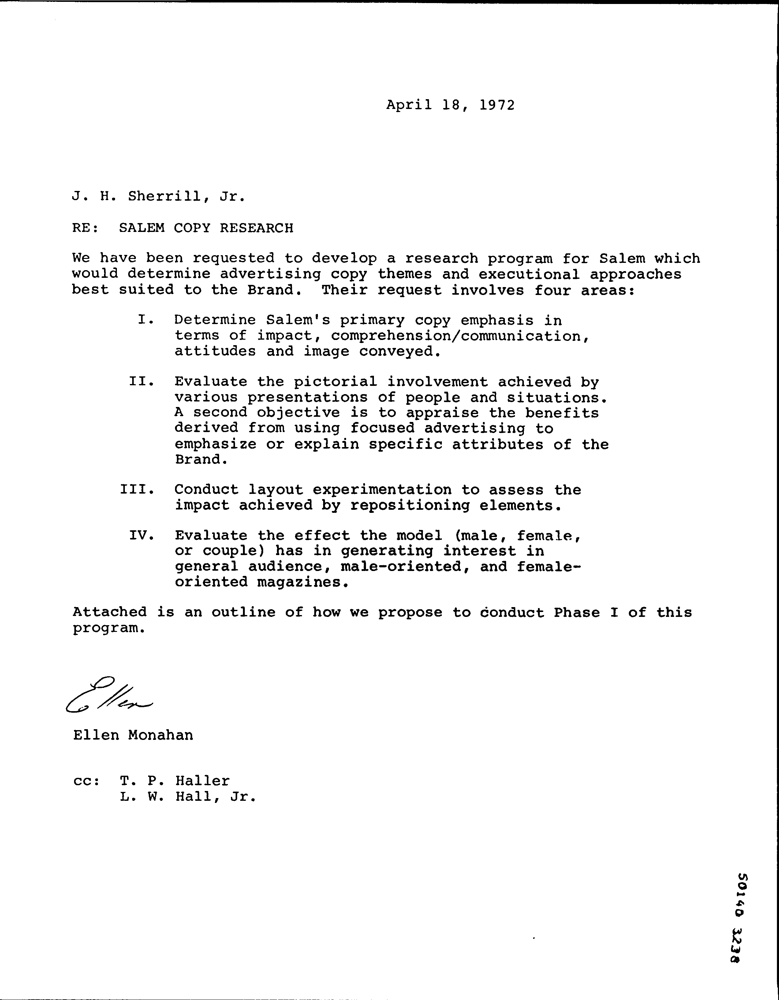 April 18, 1972
J. H. Sherrill, Jr.
RE: SALEM COPY RESEARCH
We have been requested to develop a research program for Salem which
would determine advertising copy themes and executional approaches
best suited to the Brand. Their request involves four areas:
I. Determine Salem's primary copy emphasis in
terms of impact, comprehension/communication,
attitudes and image conveyed.
II. Evaluate the pictorial involvement achieved by
various presentations of people and situations.
A second objective is to appraise the benefits
derived from using focused advertising to
emphasize or explain specific attributes of the
Brand.
III. Conduct layout experimentation to assess the
impact achieved by repositioning elements.
IV. Evaluate the effect the model (male, female,
or couple) has in generating interest in
general audience, male-oriented, and female-
oriented magazines.
Attached is an outline of how we propose to conduct Phase I of this
program.
Ellen
Ellen Monahan
cc: T. P. Haller
L. W. Hall, Jr.
50140 3238